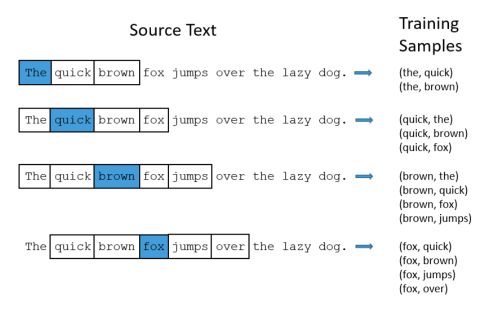 Source Text
Training
Samples
The quick brown fox jumps over the lazy dog.
(the, quick)
(the, brown)
The quick brown fox jumps over the lazy dog.
(quick, the)
(quick, brown)
(quick, fox)
The quick brown fox jumps over the lazy dog.
(brown, the)
(brown, quick)
(brown, fox)
(brown, jumps)
The quick brown fox jumps over the lazy dog.
(fox, quick)
(fox, brown)
(fox, jumps)
(fox, over)